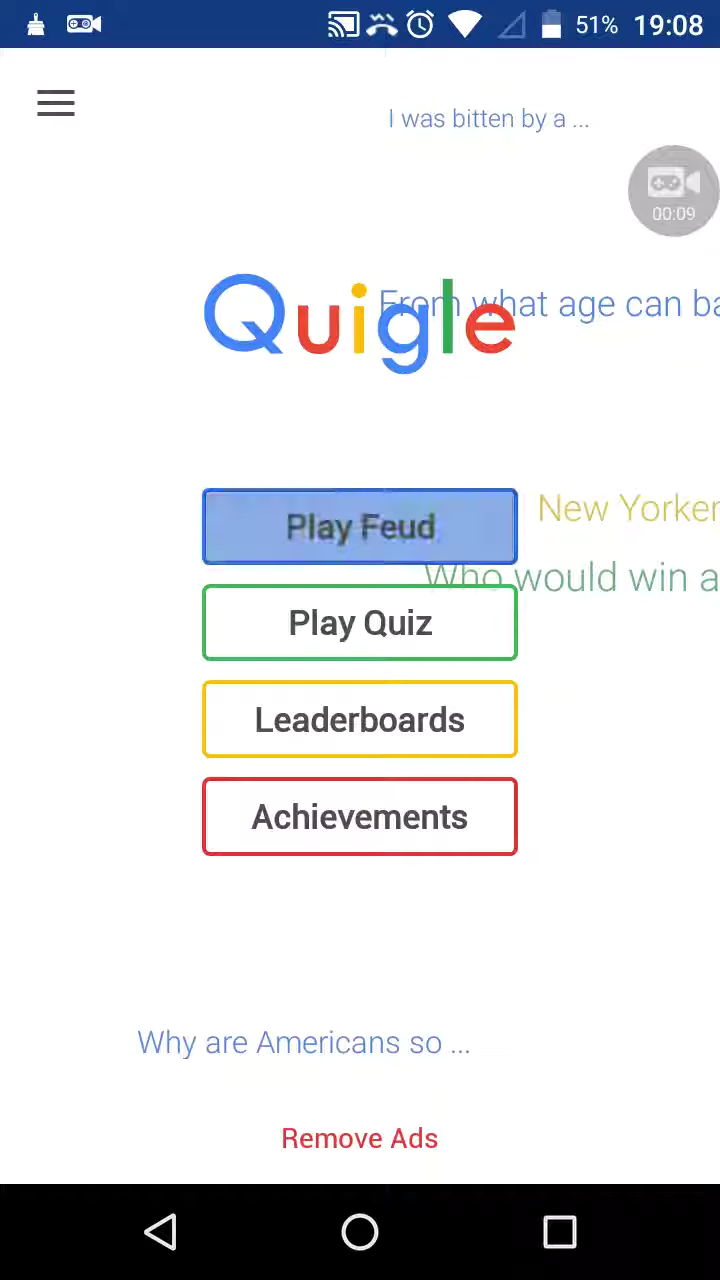 51% 19:08
I was bitten by a ...
00:09
From what age can ba
Quigle
New Yorker
Play Feud
Who would win a
Play Quiz
Leaderboards
Achievements
Why are Americans so ...
Remove Ads